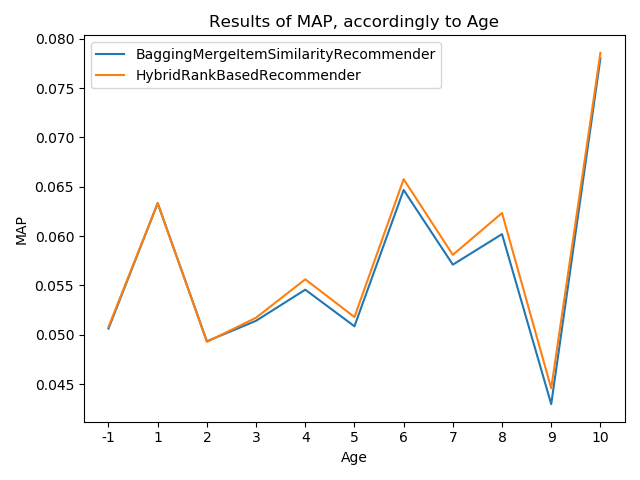 Results of MAP, accordingly to Age
BaggingMergeItemSimilarityRecommender
HybridRankBasedRecommender
MAP
0.080
0.075
0.070
0.065
0.060
0.055
0.050
0.045
-1 1 2 3 4 5 6 7 8 9 10
Age